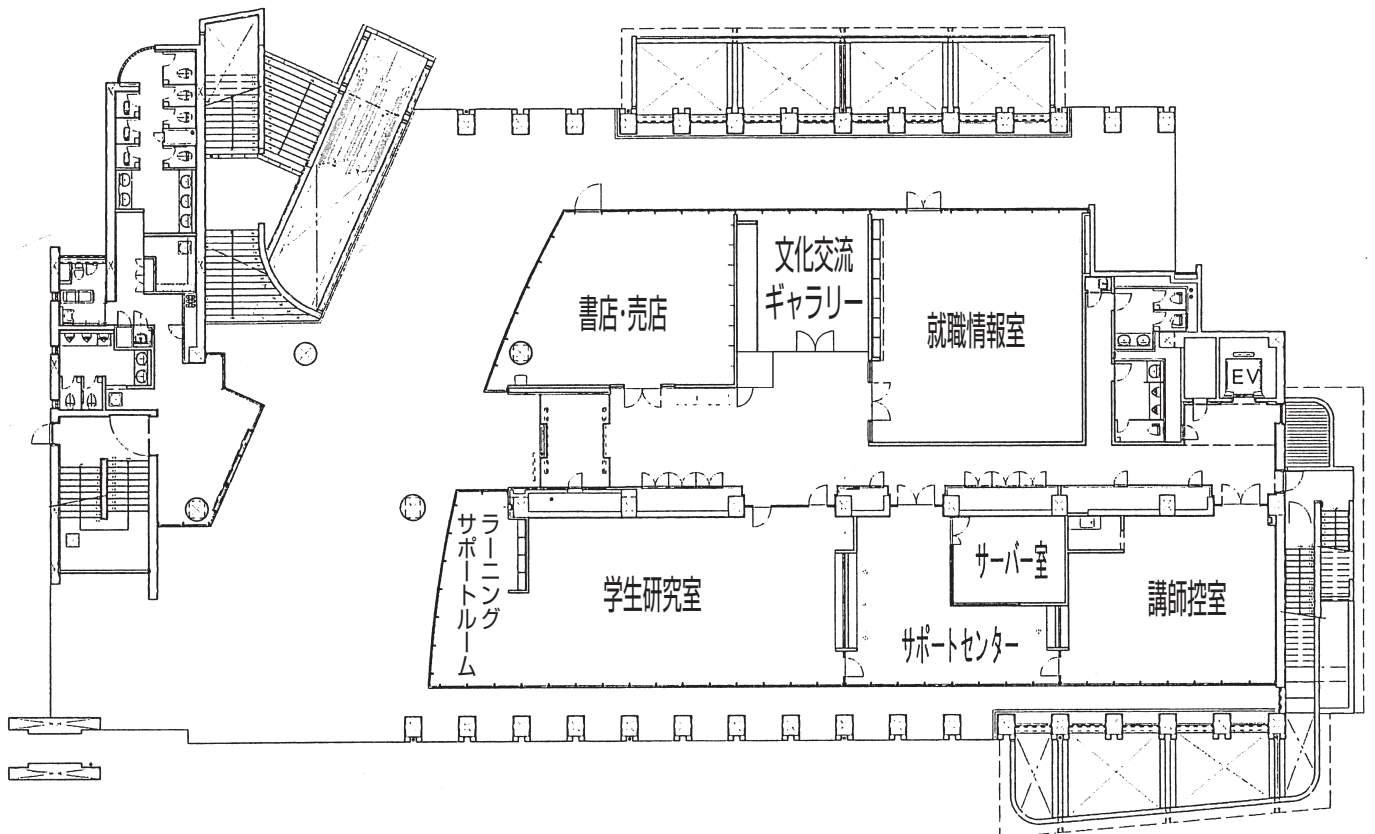 書店・売店
文化交流
ギャラリー
就職情報室
EV
ラーニング
サポートルーム
学生研究室
サーバー室
サポートセンター
講師控室